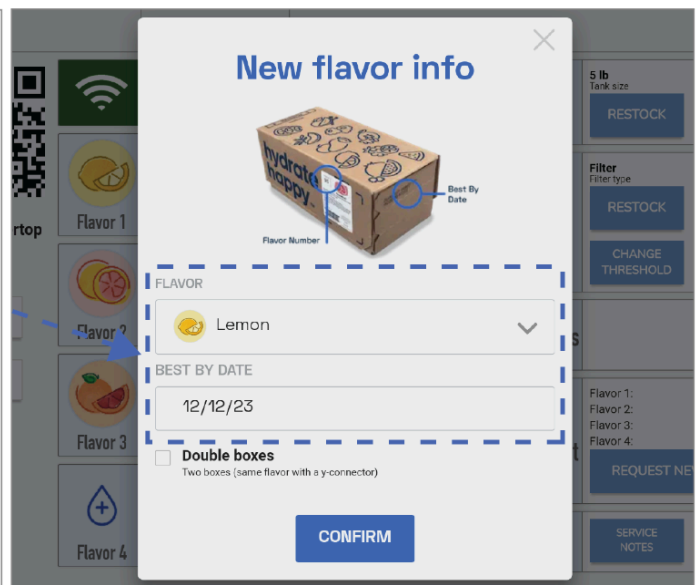 New flavor info
hydrate
happy.
Best By
Date
Flavor Number
FLAVOR
Lemon
BEST BY DATE
12/12/23
Double boxes
Two boxes (same flavor with a y-connector)
CONFIRM
rtop
Flavor 1
Flavor 2
Flavor 3
Flavor 4
5 lb
Tank size
RESTOCK
Filter
Filter type
RESTOCK
CHANGE
THRESHOLD
s
Flavor 1:
Flavor 2:
Flavor 3:
Flavor 4:
t
REQUEST NE
SERVICE
NOTES